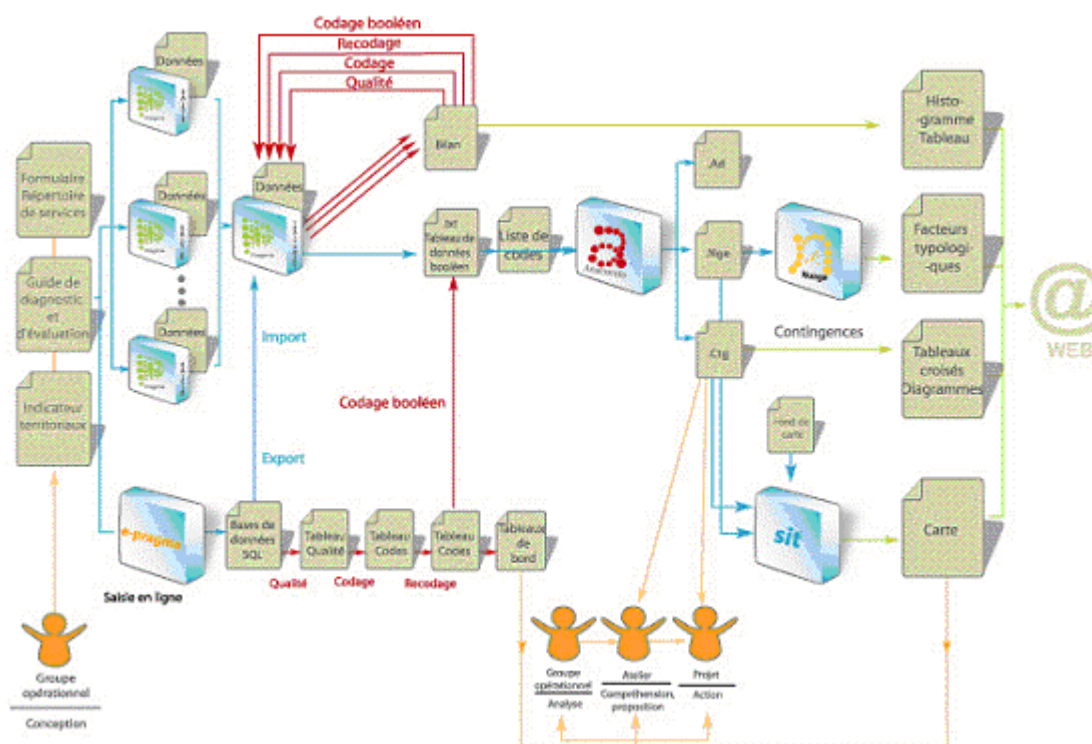 Codage booléen
Recodage
Codage
Qualité
Données
Bilan
Histo-
-gramme
Tableau
Formulaire
Répertoire
de services
Données
Données
.txt
Tableau de
données
booléen
Liste de
codes
Anaconda
.Ad
.Nge
Nuage
Facteurs
typologi-
-ques
Guide de
diagnostic
et
d'évaluation
Données
Import
Contingences
@
WEB
.Ctg
Tableaux
croisés
Diagrammes
Indicateur
territoriaux
Codage booléen
Fond de
carte
Export
e-pragma
Bases de
données
SQL
Tableau
Qualité
Tableau
Codes
Tableau
Codes
Tableaux
de
bord
sit
Carte
Qualité
Codage
Recodage
Saisie en ligne
Groupe
opérationnel
Conception
Groupe
opérationnel
Analyse
Atelier
Compréhension,
proposition
Projet
Action